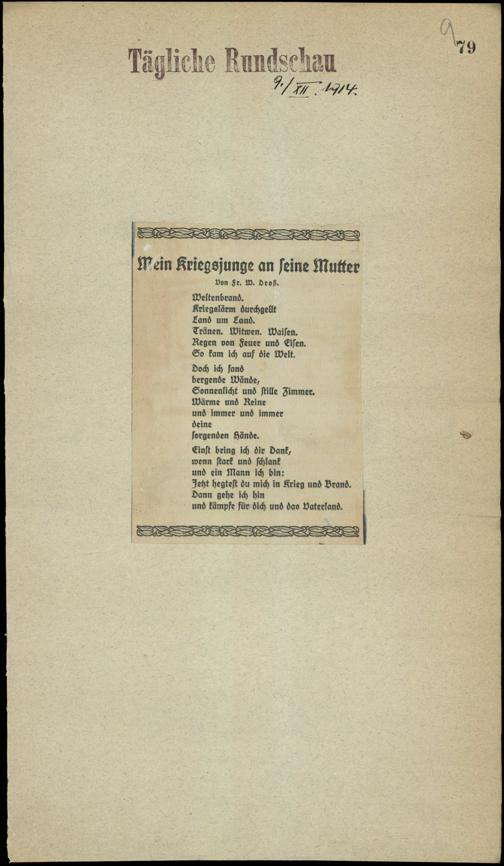 9
79
Tägliche Rundschau
9./XII. 1914.
Mein Kriegsjunge an seine Mutter
Von Fr. W. Droß.
Weltenbrand.
Kriegslärm durchgellt
Land um Land.
Tränen. Witwen. Waisen.
Regen von Feuer und Eisen.
So kam ich auf die Welt.
Doch ich fand
bergende Wände,
Sonnenlicht und stille Zimmer.
Wärme und Reine
und immer und immer
deine
sorgenden Hände.
Einst bring ich dir Dank,
wenn stark und schlank
und ein Mann ich bin:
Jetzt hegtest du mich in Krieg und Brand.
Dann gehe ich hin
und kämpfe für dich und das Vaterland.